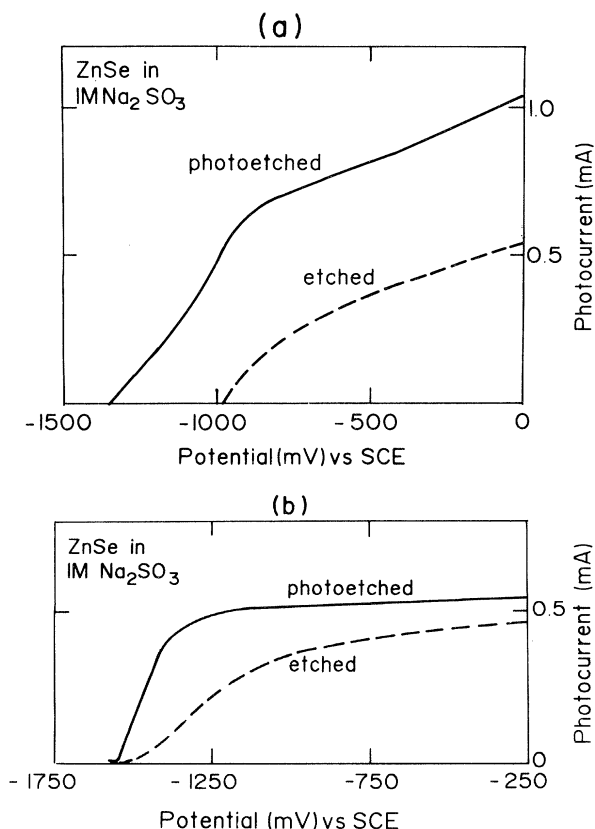 (a)
ZnSe in
IM Na2 SO3
photoetched
etched
1.0
0.5
Photocurrent (mA)
-1500
-1000
-500
0
Potential (mV) vs SCE
(b)
ZnSe in
IM Na2SO3
photoetched
etched
0.5
0
Photocurrent (mA)
-1750
-1250
-750
-250
Potential (mV) vs SCE